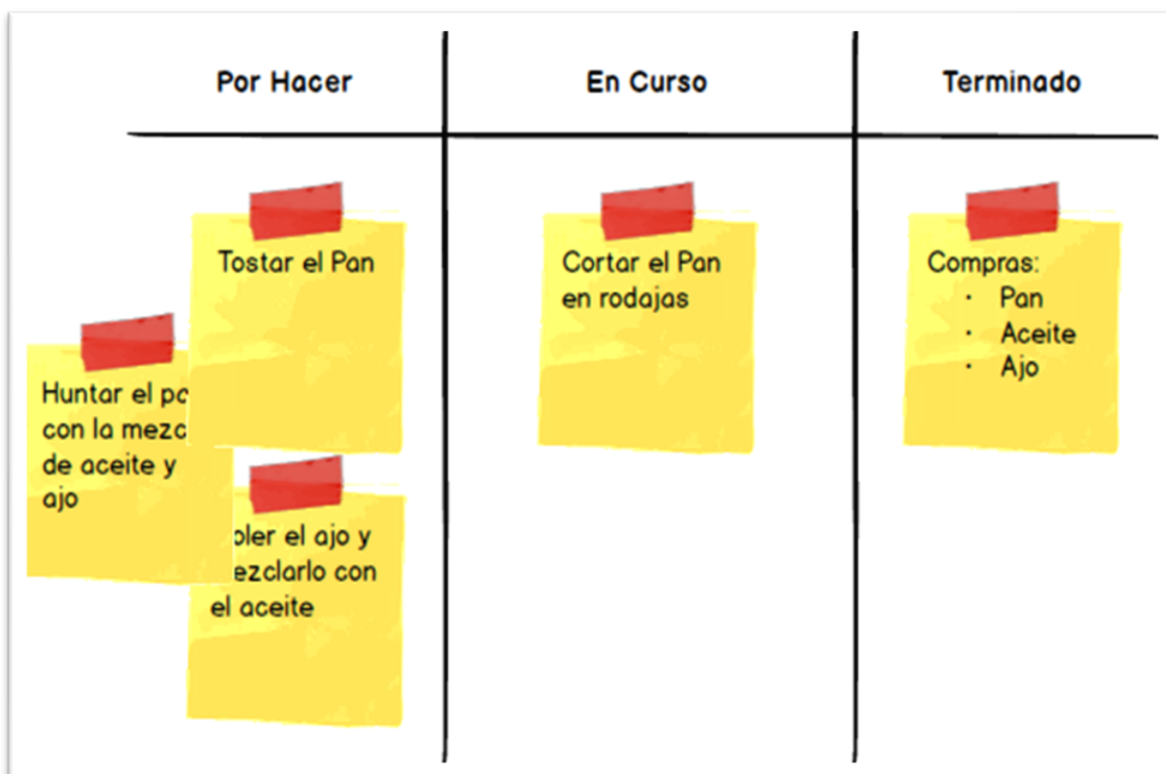 Por Hacer
En Curso
Terminado
Tostar el Pan
Huntar el
con la
de aceite y
ajo
el ajo y
con
el aceite
Cortar el Pan
en rodajas
Compras:
· Pan
· Aceite
· Ajo